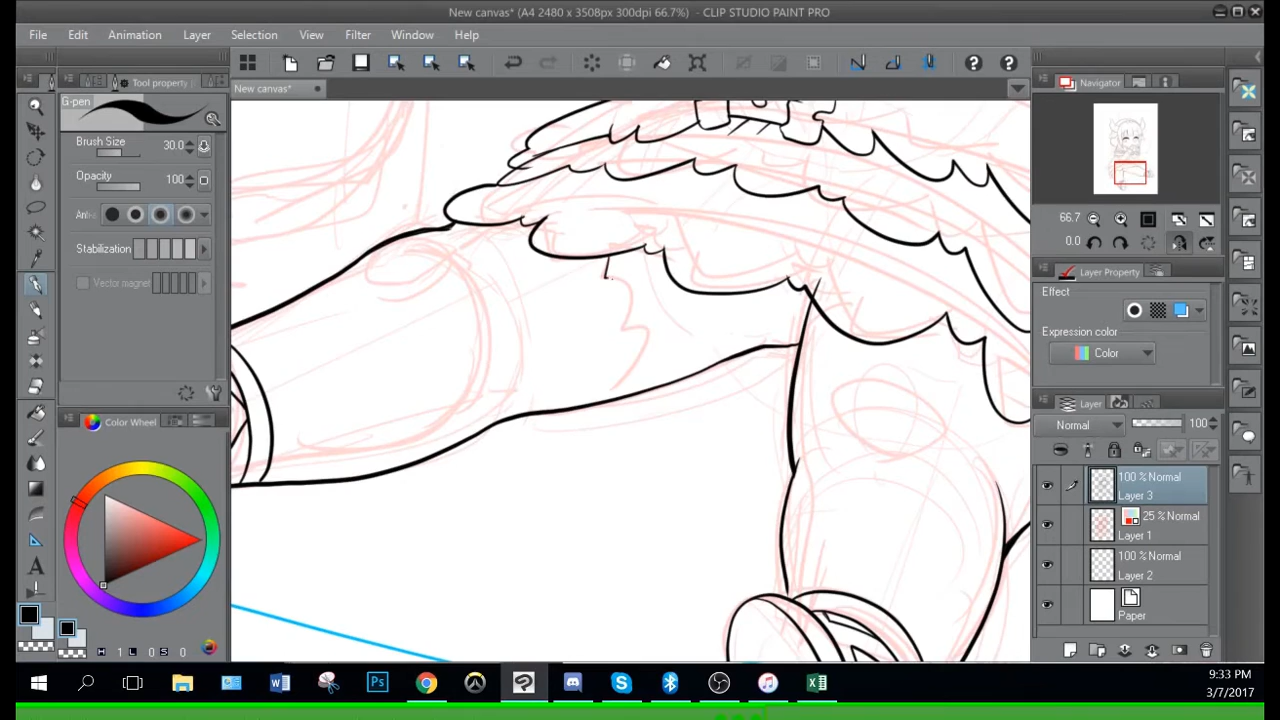 New canvas* (A4 2480 x 3508px 300dpi 66.7%) - CLIP STUDIO PAINT PRO
File Edit Animation Layer Selection View Filter Window Help
Tool property
New canvas*
Navigator
G-pen
Brush Size 30.0
Opacity 100
Stabilization
Vector magnet
66.7
0.0
Layer Property
Effect
Expression color
Color
Layer
Normal 100
Color Wheel
100 % Normal
Layer 3
25 % Normal
Layer 1
100 % Normal
Layer 2
Paper
H 1 L 0 S 0
9:33 PM
3/7/2017